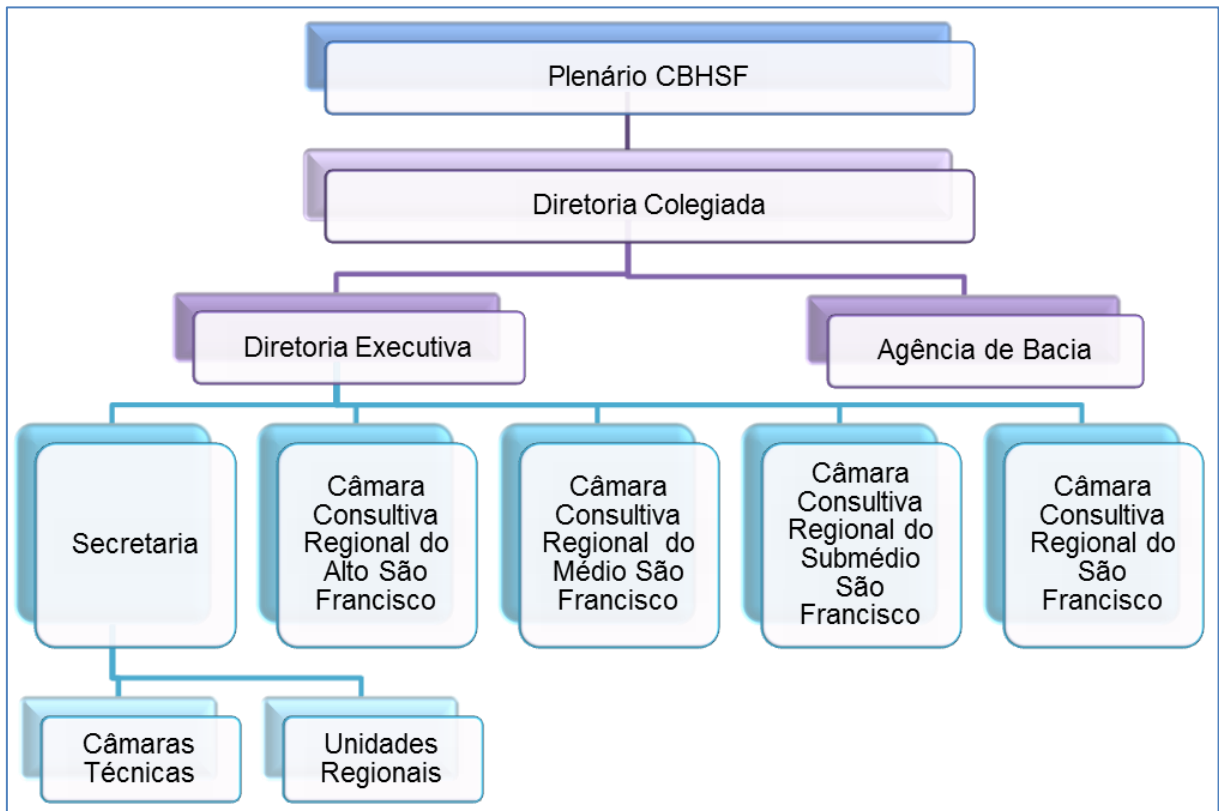 Plenário CBHSF
Diretoria Colegiada
Diretoria Executiva
Agência de Bacia
Secretaria
Câmara
Consultiva
Regional do
Alto São
Francisco
Câmara
Consultiva
Regional do
Médio São
Francisco
Câmara
Consultiva
Regional do
Submédio
São
Francisco
Câmara
Consultiva
Regional do
São
Francisco
Câmaras
Técnicas
Unidades
Regionais